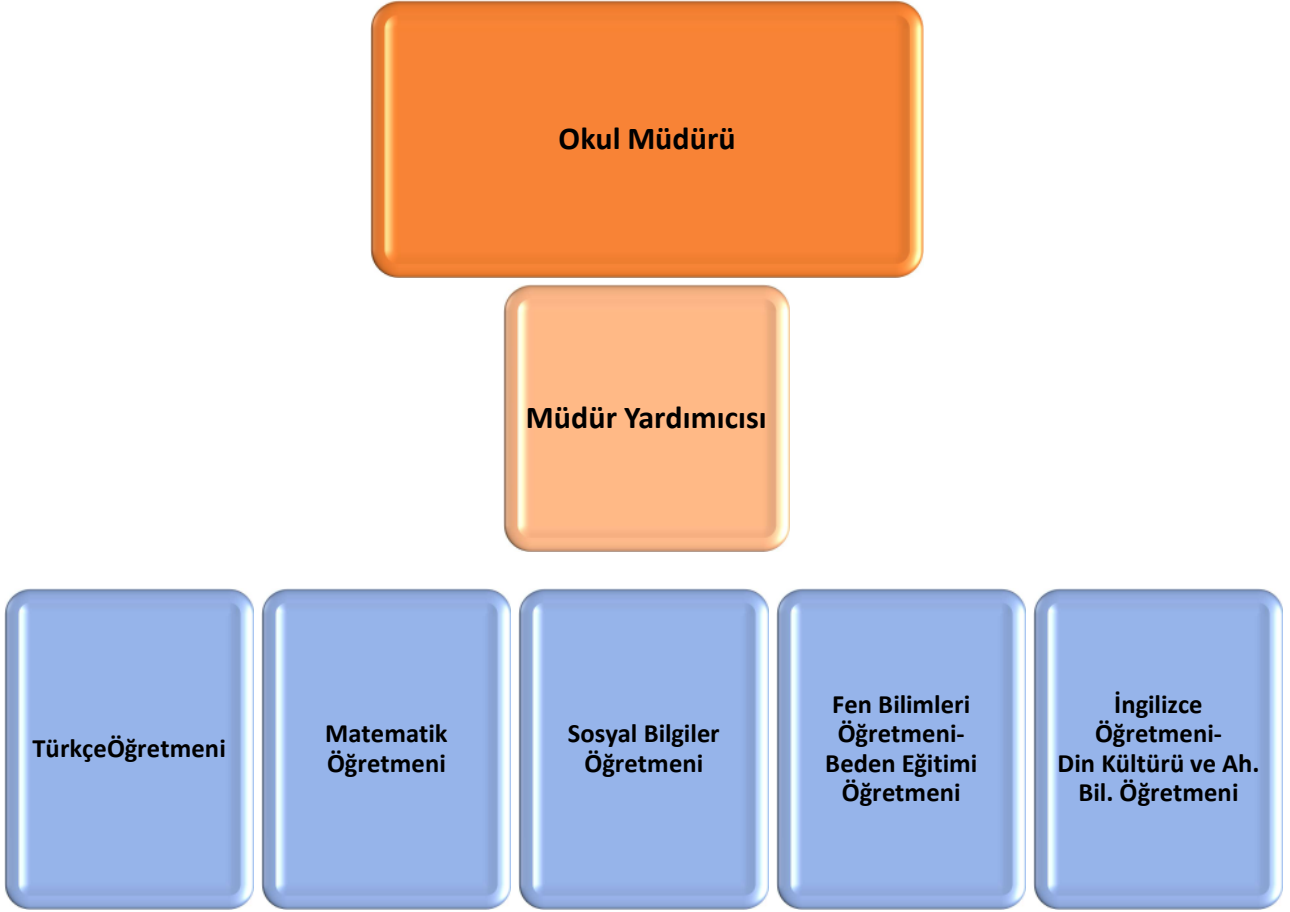 Okul Müdürü
Müdür Yardımıcısı
TürkçeÖğretmeni
Matematik
Öğretmeni
Sosyal Bilgiler
Öğretmeni
Fen Bilimleri
Öğretmeni-
Beden Eğitimi
Öğretmeni
İngilizce
Öğretmeni-
Din Kültürü ve Ah.
Bil. Öğretmeni